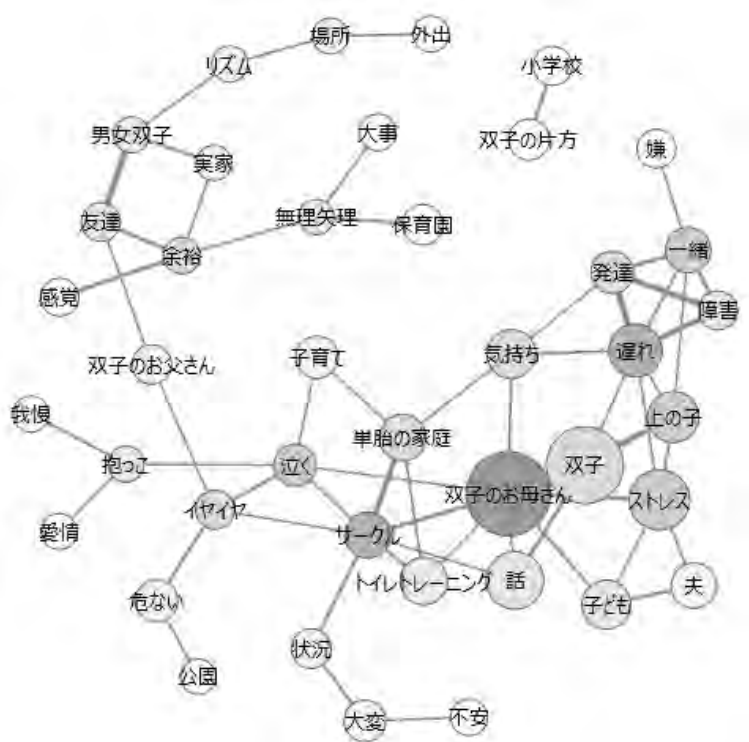 場所
外出
リズム
小学校
男女双子
大事
双子の片方
実家
嫌
友達
無理矢理
保育園
一緒
余裕
発達
感覚
障害
子育て
気持ち
遅れ
双子のお父さん
我慢
単胎の家庭
上の子
抱っこ
泣く
双子
双子のお母さん
ストレス
イヤイヤ
愛情
サークル
トイレトレーニング
話
夫
危ない
子ども
状況
公園
大変
不安